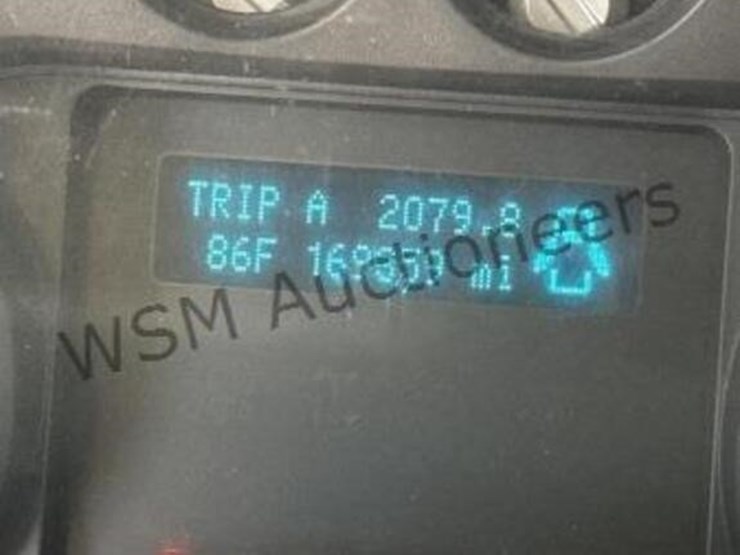 TRIP A 2079.8
86F mi
WSM Auctioneers